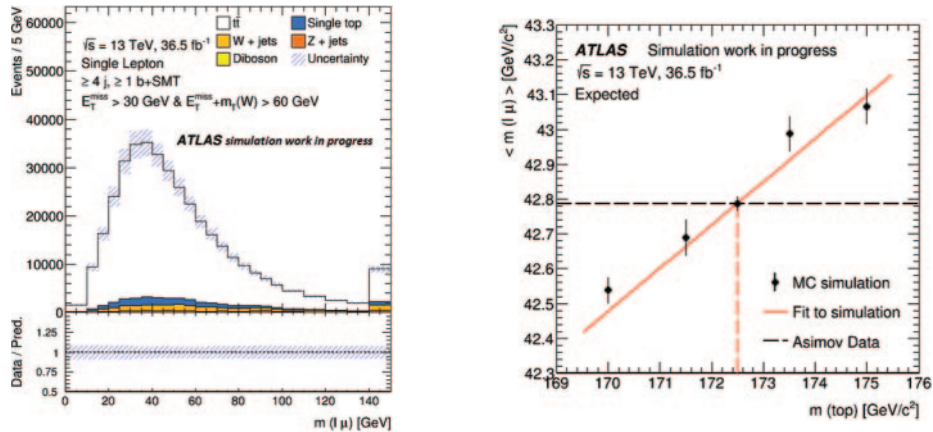 Events / 5 GeV
60000
50000
40000
30000
20000
10000
0
√s = 13 TeV, 36.5 fb⁻¹
Single Lepton
≥ 4 j, ≥ 1 b+SMT
E_T^miss > 30 GeV & E_T^miss+m_T(W) > 60 GeV
tt̄
Single top
W + jets
Z + jets
Diboson
Uncertainty
ATLAS simulation work in progress
Data / Pred.
1.25
1
0.75
0.5
0 20 40 60 80 100 120 140
m (l μ) [GeV]
< m (l μ) > [GeV/c²]
43.3
43.2
43.1
43
42.9
42.8
42.7
42.6
42.5
42.4
42.3
ATLAS Simulation work in progress
√s = 13 TeV, 36.5 fb⁻¹
Expected
MC simulation
Fit to simulation
Asimov Data
169 170 171 172 173 174 175 176
m (top) [GeV/c²]